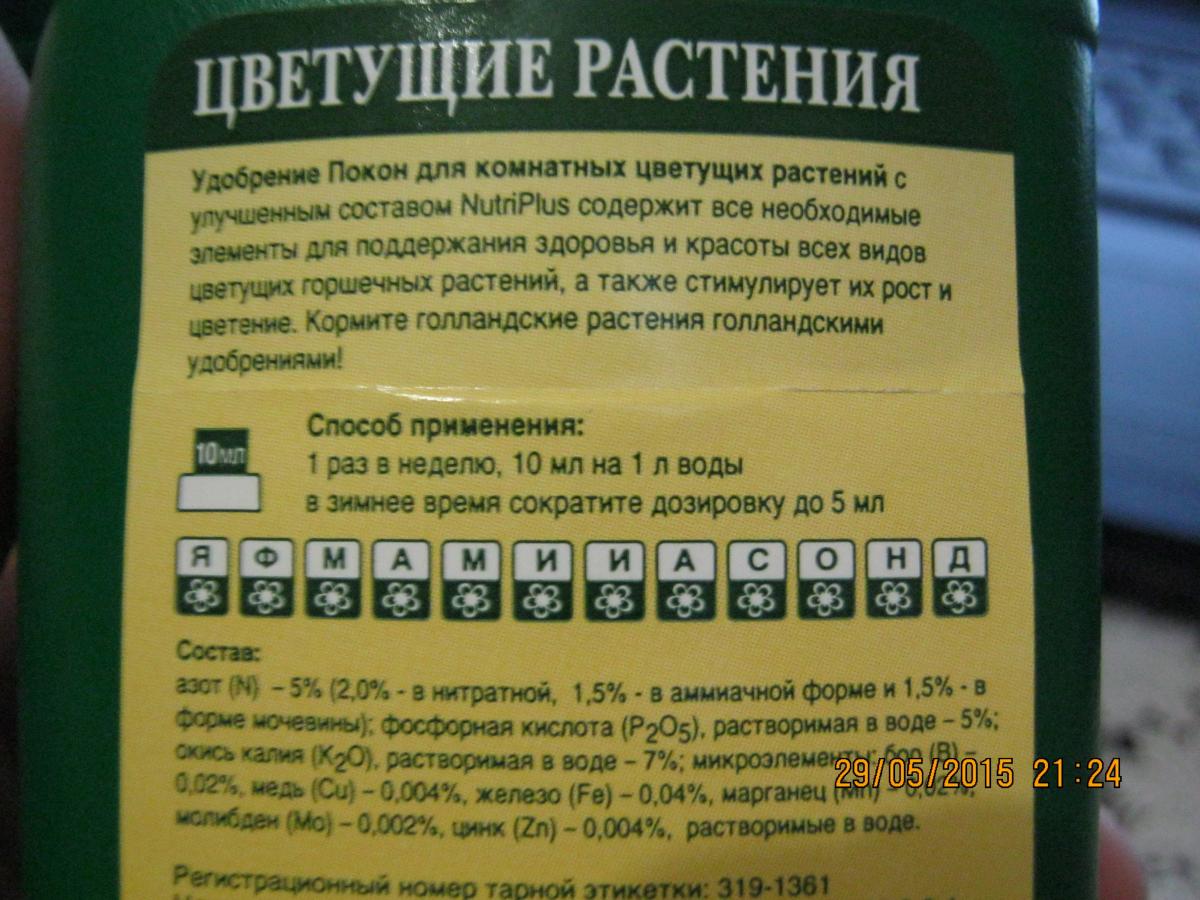 ЦВЕТУЩИЕ РАСТЕНИЯ
Удобрение Покон для комнатных цветущих растений с
улучшенным составом NutriPlus содержит все необходимые
элементы для поддержания здоровья и красоты всех видов
цветущих горшечных растений, а также стимулирует их рост и
цветение. Кормите голландские растения голландскими
удобрениями!
10мл
Способ применения:
1 раз в неделю, 10 мл на 1 л воды
в зимнее время сократите дозировку до 5 мл
Я Ф М А М И И А С О Н Д
Состав:
азот (N) – 5% (2,0% - в нитратной, 1,5% - в аммиачной форме и 1,5% - в
форме мочевины); фосфорная кислота (P2O5), растворимая в воде – 5%;
окись калия (K2O), растворимая в воде – 7%; микроэлементы: бор (B) –
0,02%, медь (Cu) – 0,004%, железо (Fe) – 0,04%, марганец (Mn) – 0,02%,
молибден (Mo) – 0,002%, цинк (Zn) – 0,004%, растворимые в воде.
Регистрационный номер тарной этикетки: 319-1361
29/05/2015 21:24